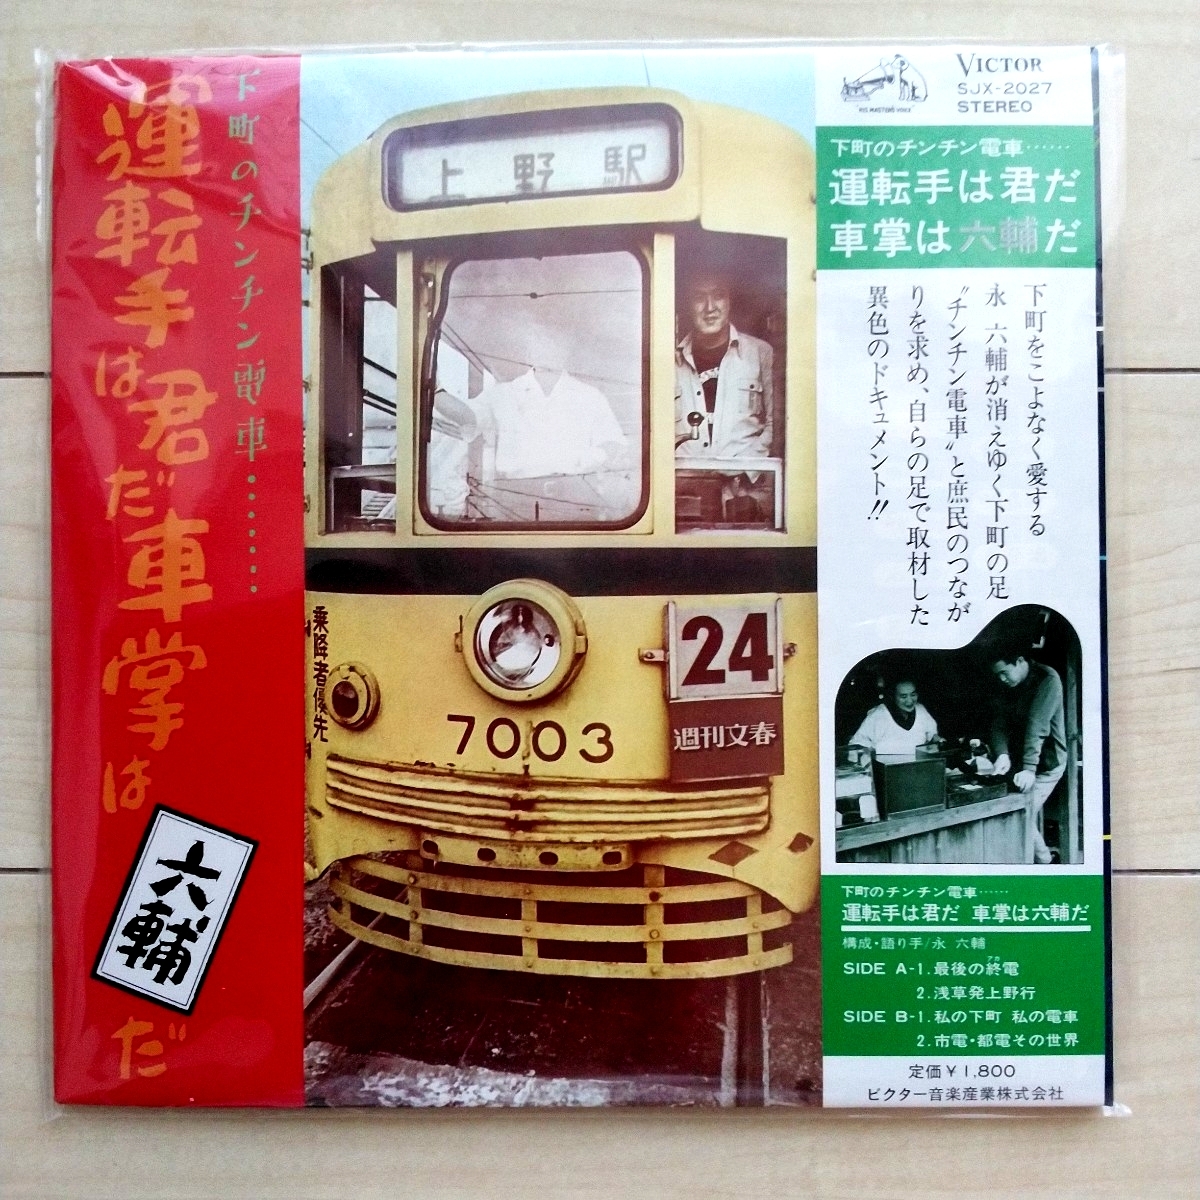 下町のチンチン電車………
運転手は君だ車掌は
六輔
だ
上野駅
乗降者優先
7003
24
週刊文春
"HIS MASTER'S VOICE"
VICTOR
SJX-2027
STEREO
下町のチンチン電車……
運転手は君だ
車掌は六輔だ
下町をこよなく愛する
永 六輔が消えゆく下町の足
“チンチン電車”と庶民のつなが
りを求め、自らの足で取材した
異色のドキュメント!!
下町のチンチン電車……
運転手は君だ 車掌は六輔だ
構成・語り手/永 六輔
SIDE A-1.最後の終電
アカ
2.浅草発上野行
SIDE B-1.私の下町 私の電車
2.市電・都電その世界
定価¥1,800
ビクター音楽産業株式会社